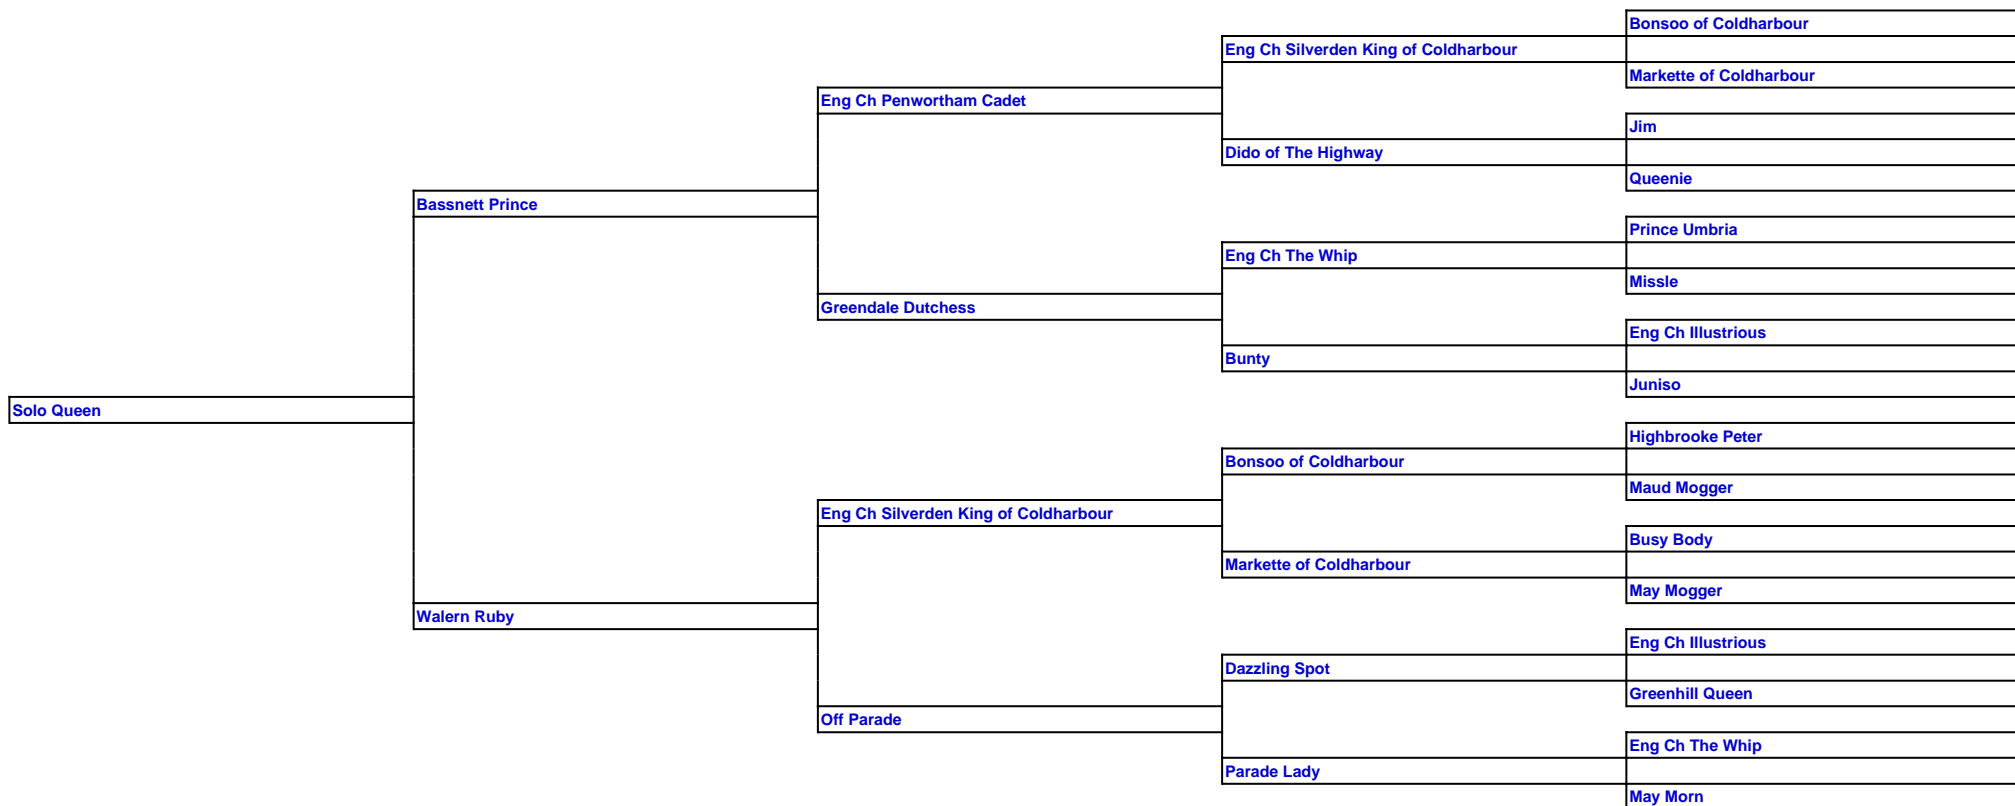 Bonsoo of Coldharbour
Eng Ch Silverden King of Coldharbour
Markette of Coldharbour
Eng Ch Penwortham Cadet
Jim
Dido of The Highway
Queenie
Bassnett Prince
Prince Umbria
Eng Ch The Whip
Missle
Greendale Dutchess
Eng Ch Illustrious
Bunty
Juniso
Solo Queen
Highbrooke Peter
Bonsoo of Coldharbour
Maud Mogger
Eng Ch Silverden King of Coldharbour
Busy Body
Markette of Coldharbour
May Mogger
Walern Ruby
Eng Ch Illustrious
Dazzling Spot
Greenhill Queen
Off Parade
Eng Ch The Whip
Parade Lady
May Morn